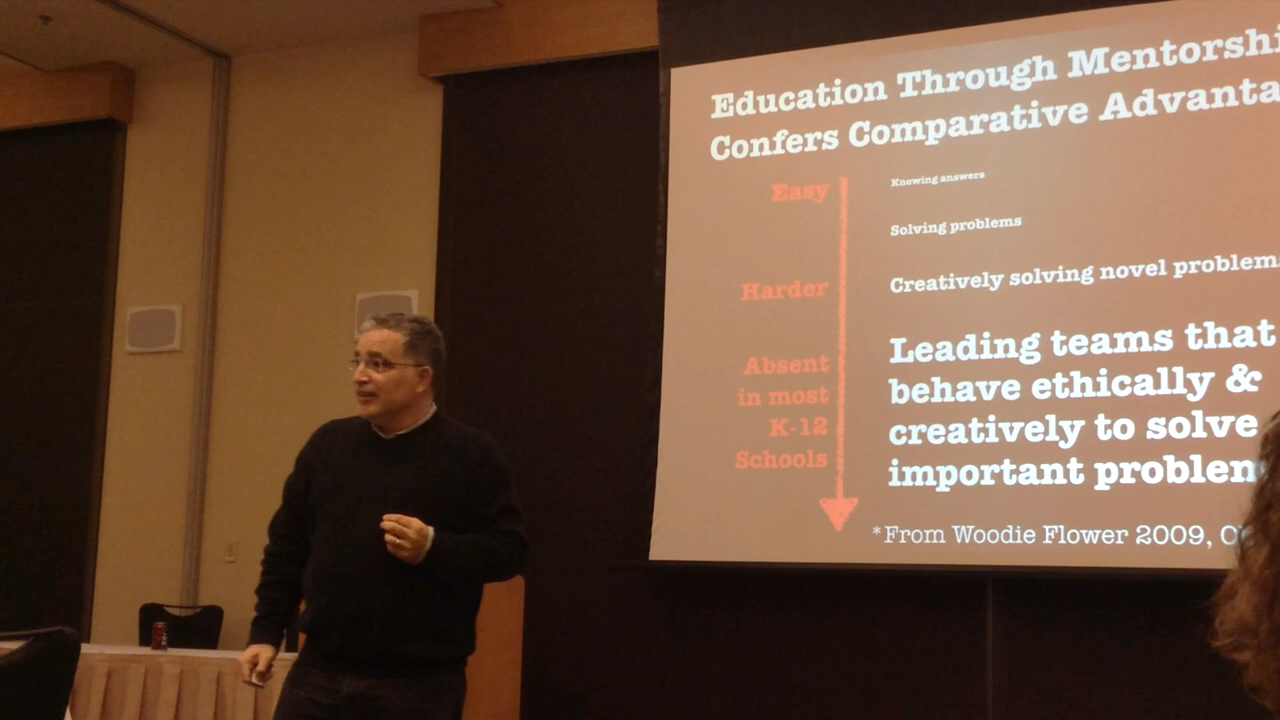 Education Through Mentorshi
Confers Comparative Advanta
Easy
Knowing answers
Solving problems
Harder
Creatively solving novel problem
Absent
in most
K-12
Schools
Leading teams that
behave ethically &
creatively to solve
important problem
*From Woodie Flower 2009, O